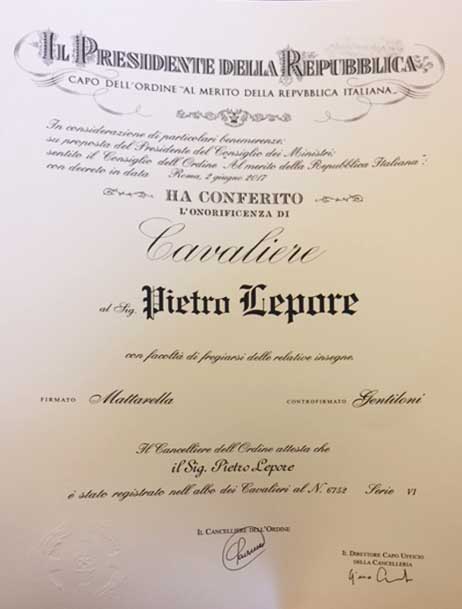 IL PRESIDENTE DELLA REPUBBLICA
CAPO DELL'ORDINE "AL MERITO DELLA REPVBBLICA ITALIANA"
In considerazione di particolari benemerenze;
su proposta del Presidente del Consiglio dei Ministri;
sentito il Consiglio dell'Ordine "Al merito della Repubblica Italiana";
con decreto in data Roma, 2 giugno 2017
HA CONFERITO
L'ONORIFICENZA DI
Cavaliere
al Sig. Pietro Lepore
con facoltà di fregiarsi delle relative insegne.
FIRMATO Mattarella CONTROFIRMATO Gentiloni
Il Cancelliere dell'Ordine attesta che
il Sig. Pietro Lepore
è stato registrato nell'albo dei Cavalieri al N. 6752 Serie VI
IL CANCELLIERE DELL'ORDINE
IL DIRETTORE CAPO UFFICIO
DELLA CANCELLERIA